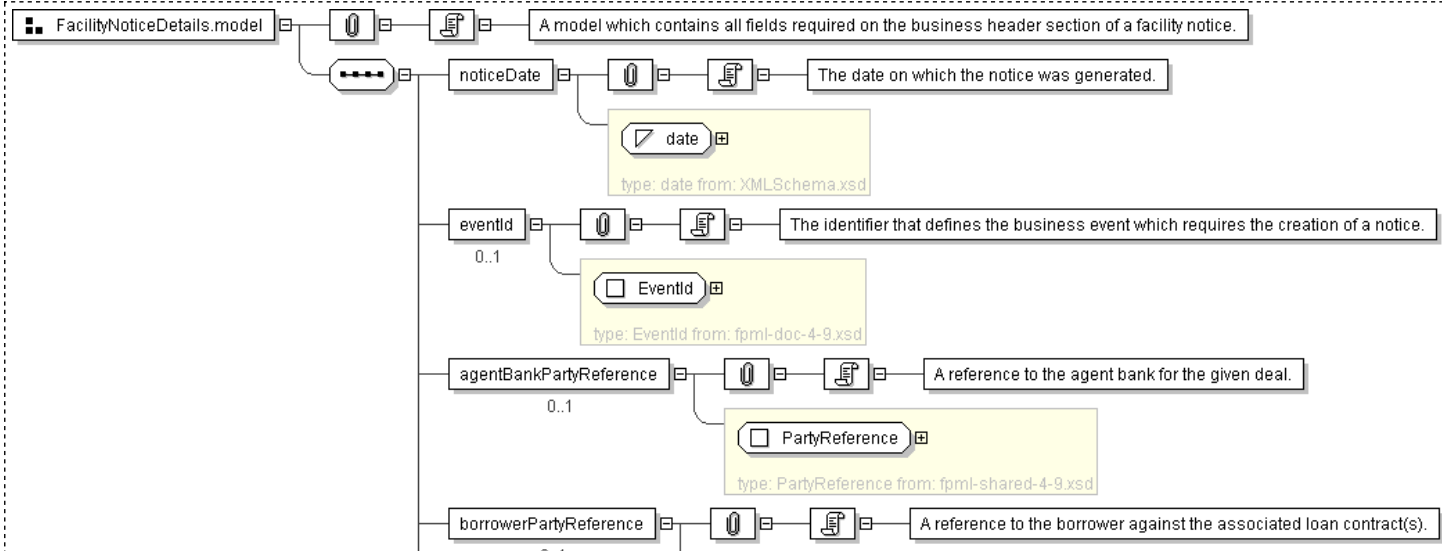 FacilityNoticeDetails.model
A model which contains all fields required on the business header section of a facility notice.
noticeDate
The date on which the notice was generated.
date
type: date from: XMLSchema.xsd
eventId
The identifier that defines the business event which requires the creation of a notice.
0..1
EventId
type: EventId from: fpml-doc-4-9.xsd
agentBankPartyReference
A reference to the agent bank for the given deal.
0..1
PartyReference
type: PartyReference from: fpml-shared-4-9.xsd
borrowerPartyReference
A reference to the borrower against the associated loan contract(s).